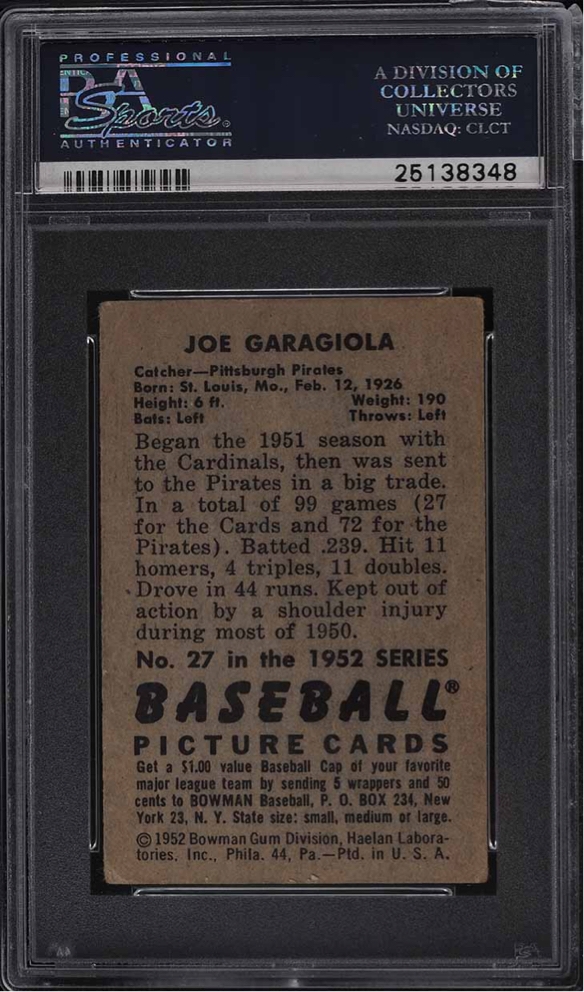 PROFESSIONAL
PSA
Sports
AUTHENTICATOR
A DIVISION OF
COLLECTORS
UNIVERSE
NASDAQ: CLCT
25138348
JOE GARAGIOLA
Catcher—Pittsburgh Pirates
Born: St. Louis, Mo., Feb. 12, 1926
Height: 6 ft. Weight: 190
Bats: Left Throws: Left
Began the 1951 season with
the Cardinals, then was sent
to the Pirates in a big trade.
In a total of 99 games (27
for the Cards and 72 for the
Pirates). Batted .239. Hit 11
homers, 4 triples, 11 doubles.
Drove in 44 runs. Kept out of
action by a shoulder injury
during most of 1950.
No. 27 in the 1952 SERIES
BASEBALL®
PICTURE CARDS
Get a $1.00 value Baseball Cap of your favorite
major league team by sending 5 wrappers and 50
cents to BOWMAN Baseball, P. O. BOX 234, New
York 23, N. Y. State size: small, medium or large.
© 1952 Bowman Gum Division, Haelan Labora-
tories, Inc., Phila. 44, Pa.—Ptd. in U. S. A.